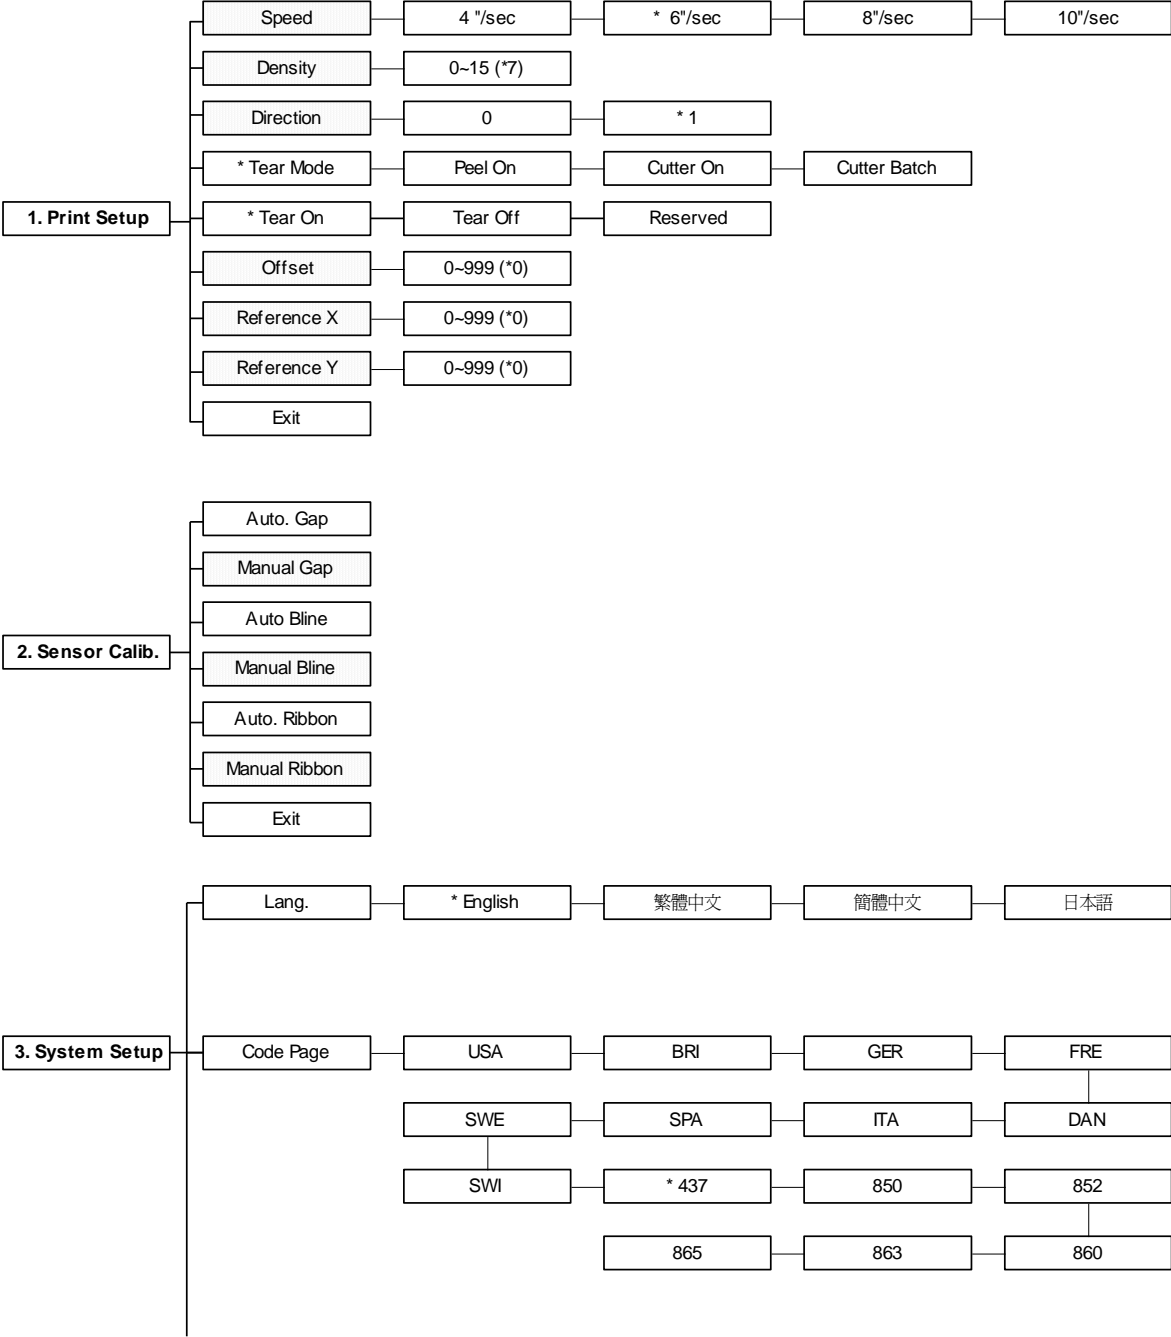 Speed 4 "/sec * 6"/sec 8"/sec 10"/sec
Density 0~15 (*7)
Direction 0 * 1
* Tear Mode Peel On Cutter On Cutter Batch
1. Print Setup * Tear On Tear Off Reserved
Offset 0~999 (*0)
Reference X 0~999 (*0)
Reference Y 0~999 (*0)
Exit
Auto. Gap
Manual Gap
Auto Bline
2. Sensor Calib.
Manual Bline
Auto. Ribbon
Manual Ribbon
Exit
Lang. * English 繁體中文 簡體中文 日本語
3. System Setup Code Page USA BRI GER FRE
SWE SPA ITA DAN
SWI * 437 850 852
865 863 860